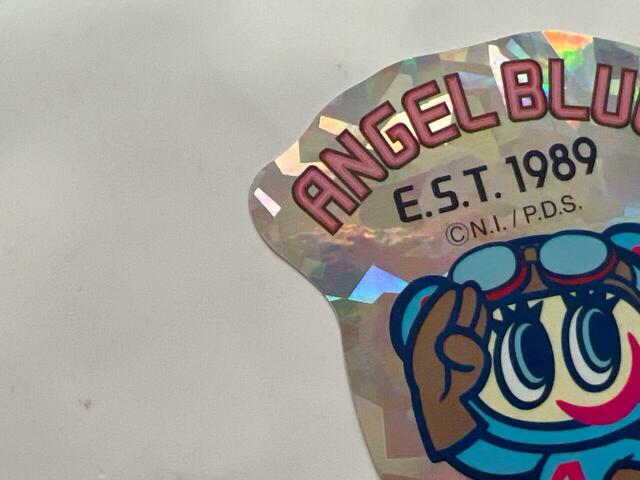 ANGEL BLU
E.S.T. 1989
©N.I./P.D.S.
A